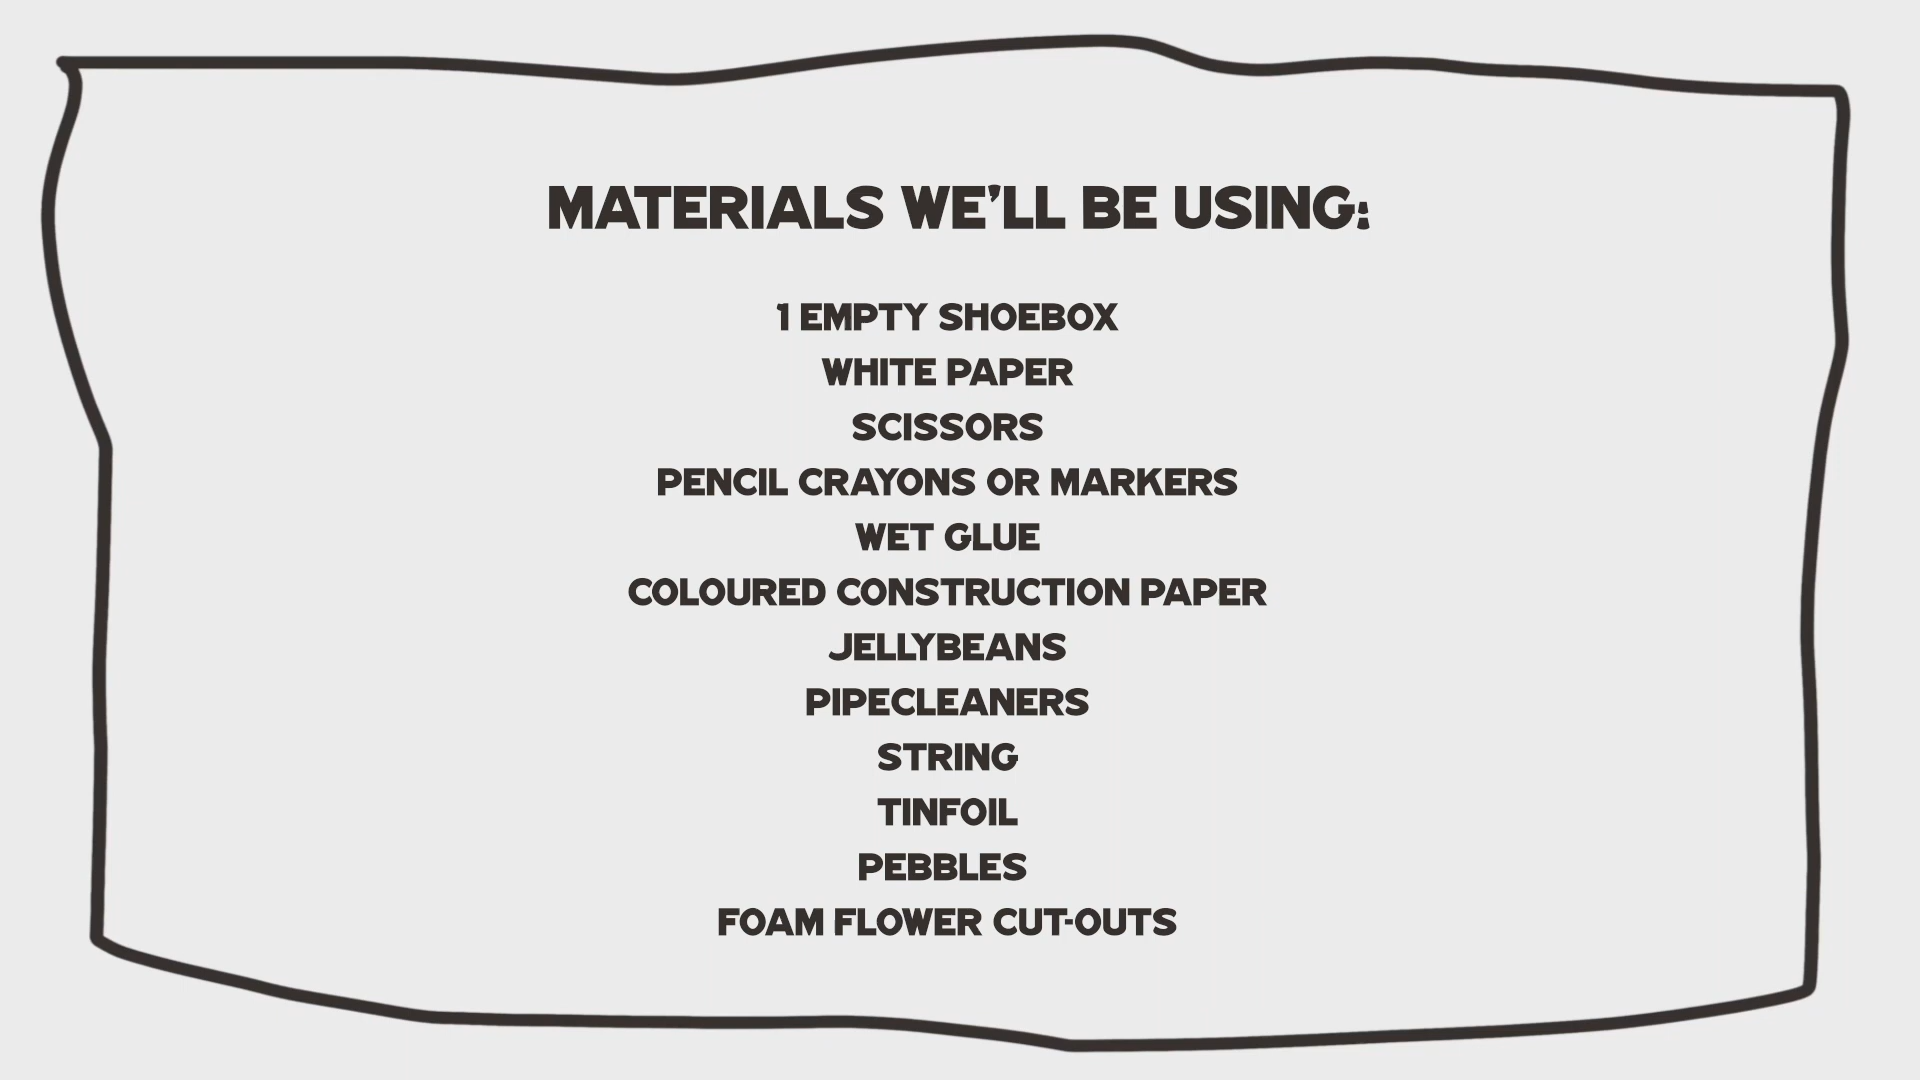 MATERIALS WE'LL BE USING:
1 EMPTY SHOEBOX
WHITE PAPER
SCISSORS
PENCIL CRAYONS OR MARKERS
WET GLUE
COLOURED CONSTRUCTION PAPER
JELLYBEANS
PIPECLEANERS
STRING
TINFOIL
PEBBLES
FOAM FLOWER CUT-OUTS